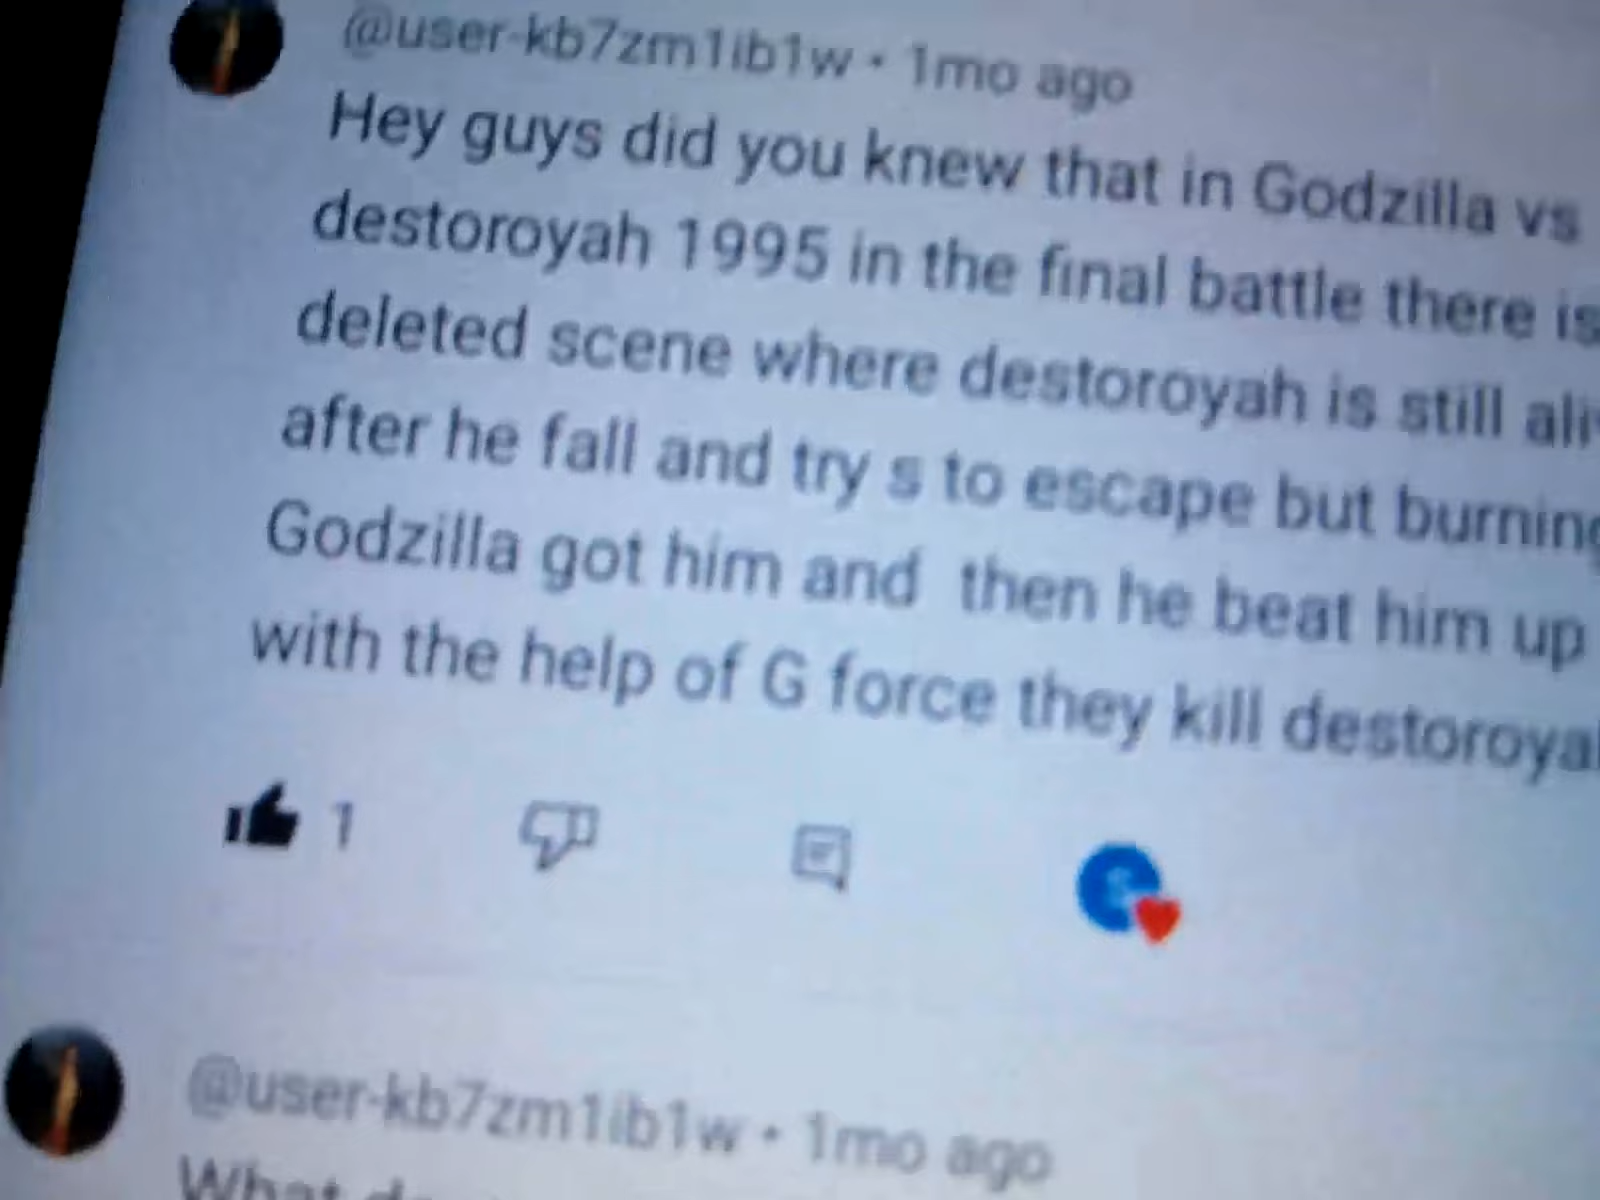 @user-kb7zm1ib1w • 1mo ago
Hey guys did you knew that in Godzilla vs
destoroyah 1995 in the final battle there is
deleted scene where destoroyah is still
after he fall and try s to escape but burning
Godzilla got him and then he beat him up
with the help of G force they kill
1
@user-kb7zm1ib1w • 1mo ago
What